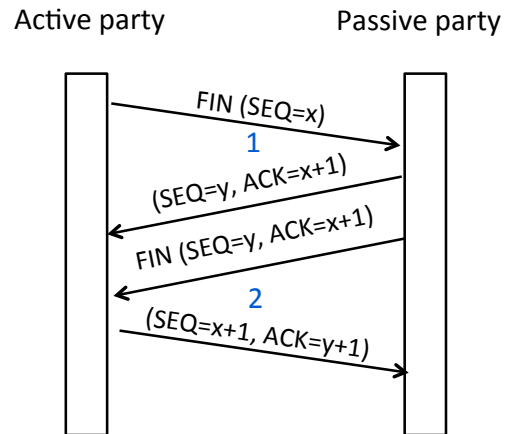 Active party
Passive party
FIN (SEQ=x)
1
(SEQ=y, ACK=x+1)
FIN (SEQ=y, ACK=x+1)
2
(SEQ=x+1, ACK=y+1)